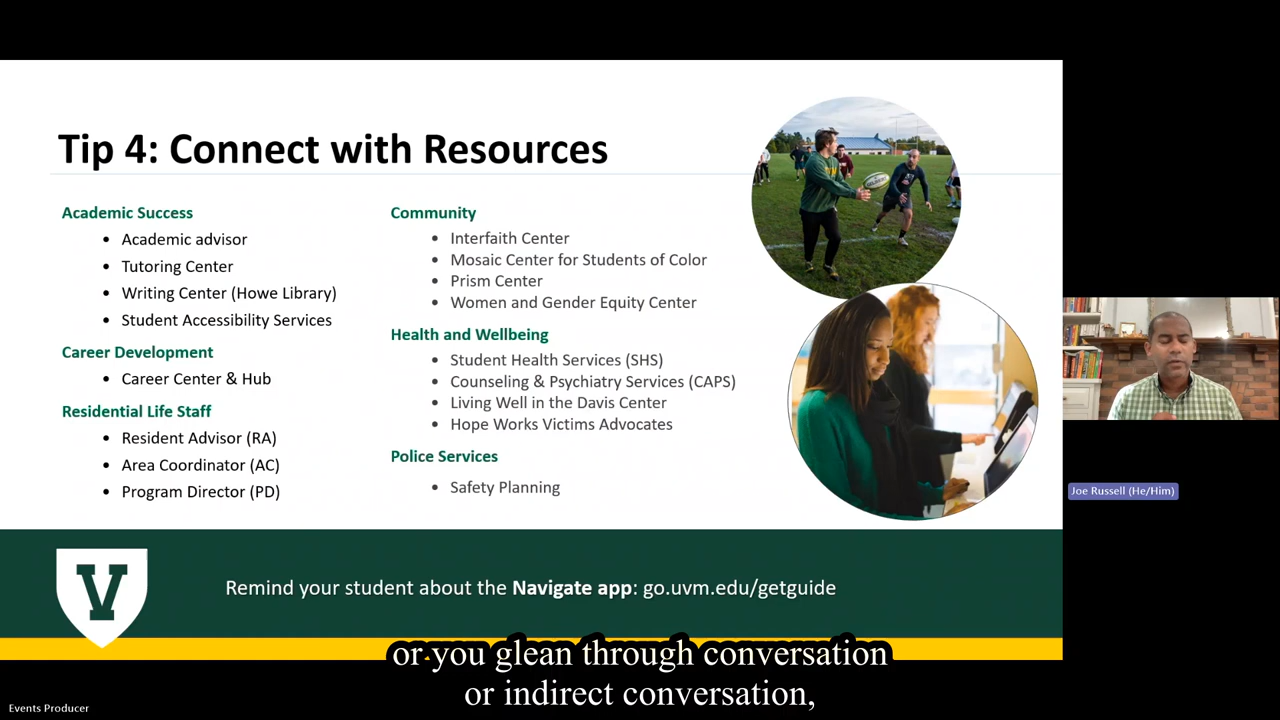 Tip 4: Connect with Resources
Academic Success
• Academic advisor
• Tutoring Center
• Writing Center (Howe Library)
• Student Accessibility Services
Career Development
• Career Center & Hub
Residential Life Staff
• Resident Advisor (RA)
• Area Coordinator (AC)
• Program Director (PD)
Community
• Interfaith Center
• Mosaic Center for Students of Color
• Prism Center
• Women and Gender Equity Center
Health and Wellbeing
• Student Health Services (SHS)
• Counseling & Psychiatry Services (CAPS)
• Living Well in the Davis Center
• Hope Works Victims Advocates
Police Services
• Safety Planning
V
Remind your student about the Navigate app: go.uvm.edu/getguide
Joe Russell (He/Him)
or you glean through conversation
or indirect conversation,
Events Producer